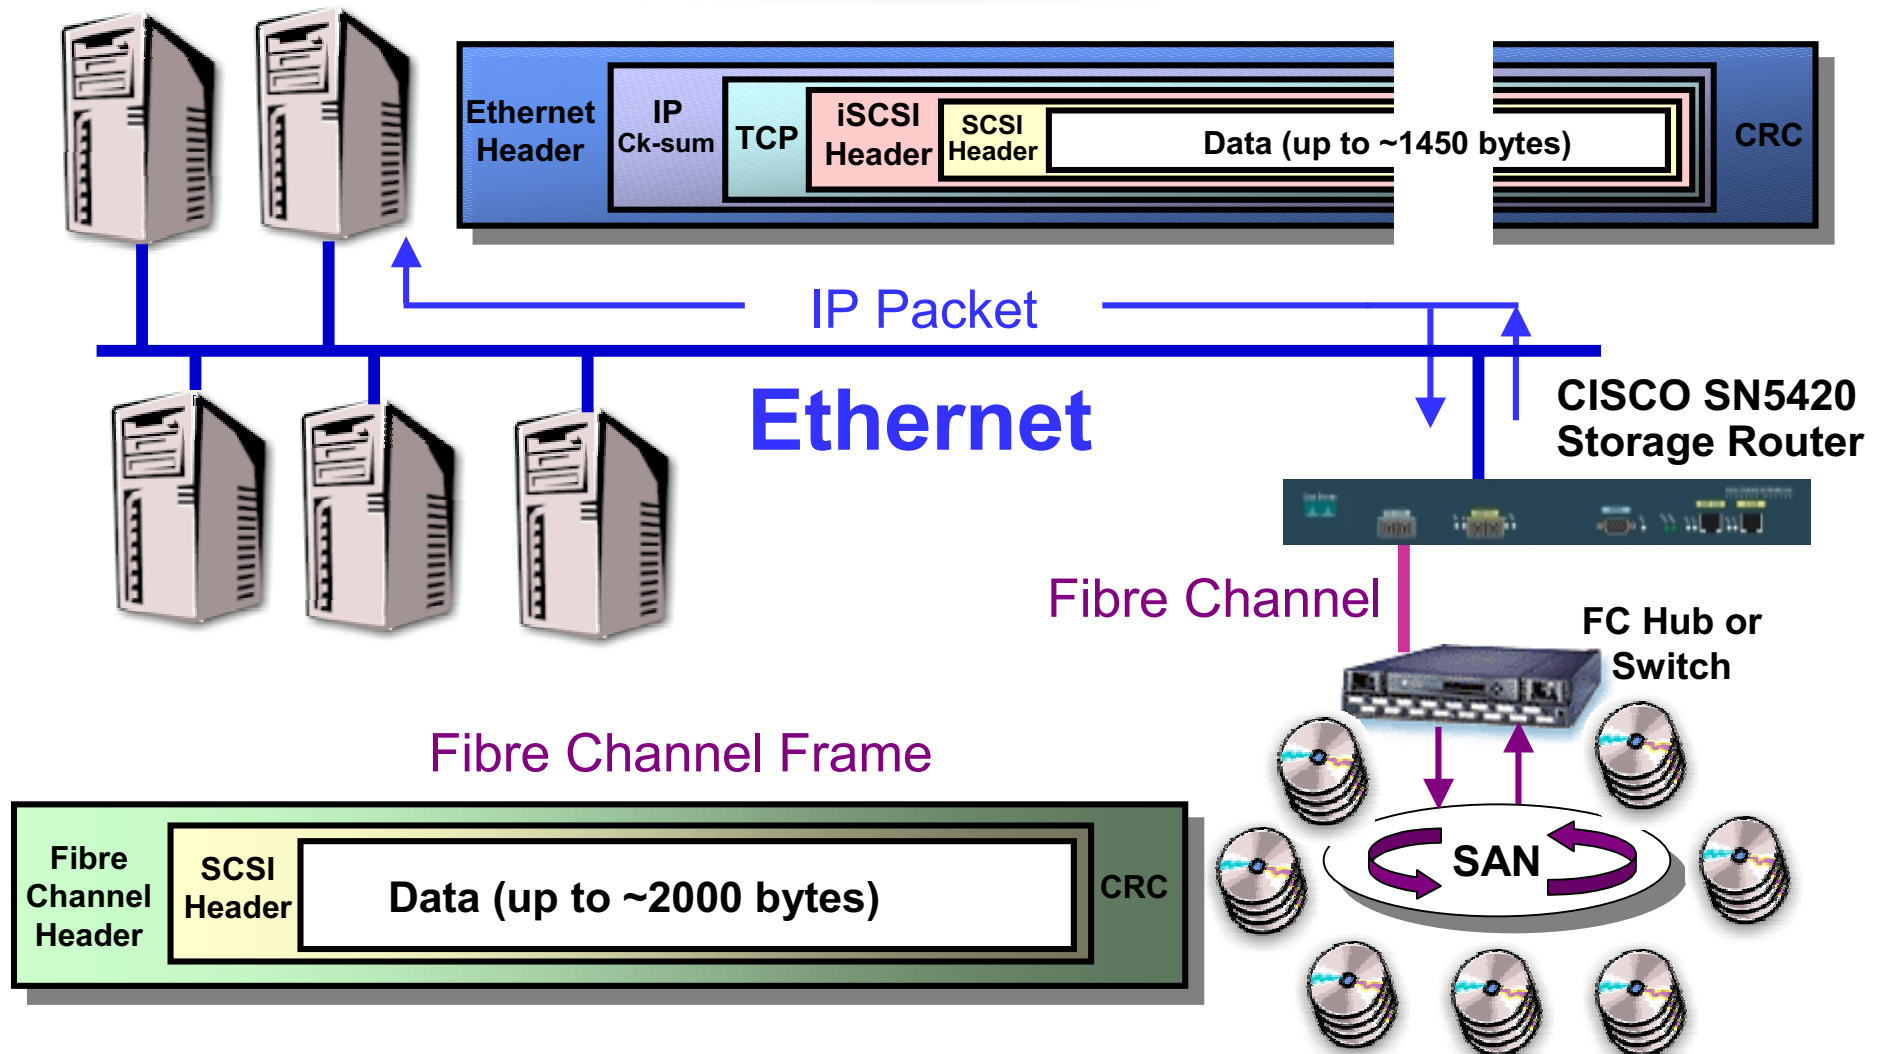 Ethernet
Header
IP
Ck-sum
TCP
iSCSI
Header
SCSI
Header
Data (up to ~1450 bytes)
CRC
IP Packet
Ethernet
CISCO SN5420
Storage Router
Fibre Channel
FC Hub or
Switch
Fibre Channel Frame
Fibre
Channel
Header
SCSI
Header
Data (up to ~2000 bytes)
CRC
SAN